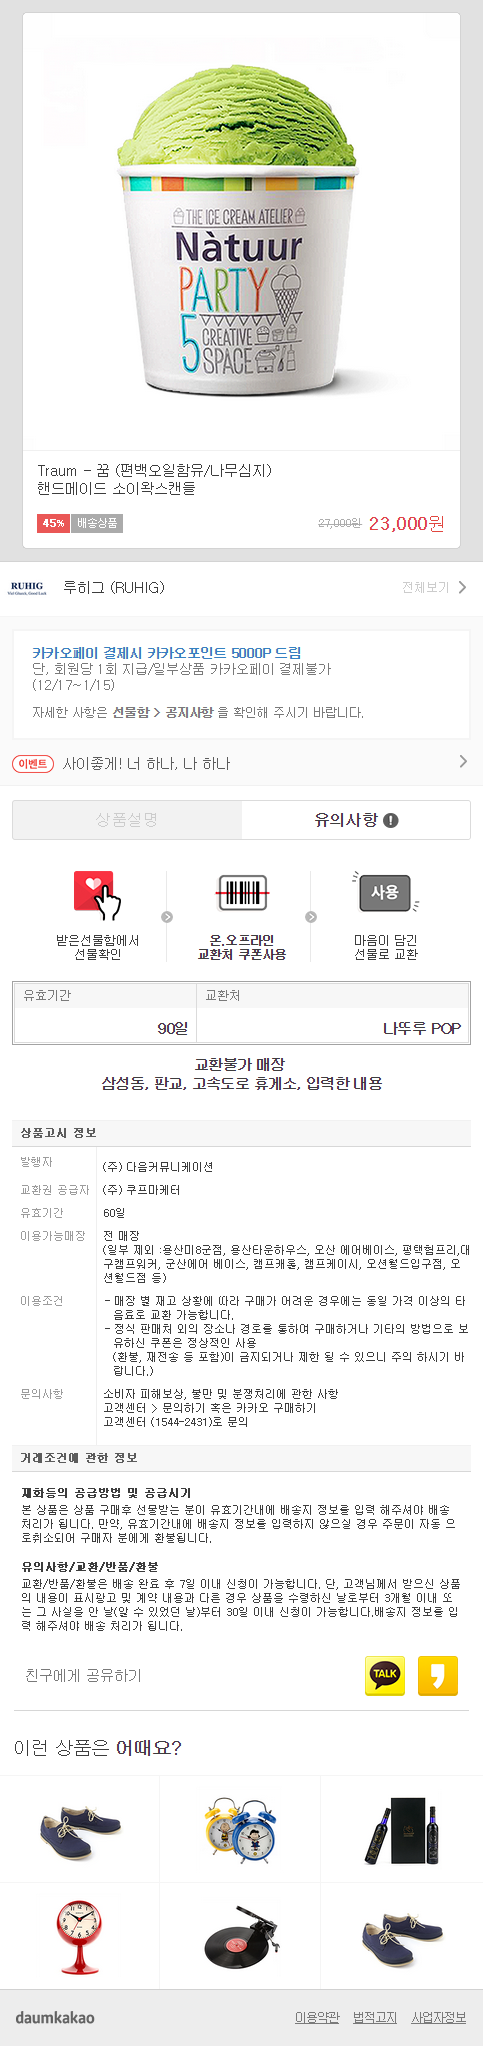 THE ICE CREAM ATELIER
Nàtuur
PARTY
5 CREATIVE
SPACE
Traum - 꿈 (편백오일함유/나무심지)
핸드메이드 소이왁스캔들
45% 배송상품 27,000원 23,000원
RUHIG
루히그 (RUHIG) 전체보기
카카오페이 결제시 카카오포인트 5000P 드림
단, 회원당 1회 지급/일부상품 카카오페이 결제불가
(12/17~1/15)
자세한 사항은 선물함 > 공지사항 을 확인해 주시기 바랍니다.
이벤트 사이좋게! 너 하나, 나 하나
상품설명 유의사항 !
받은선물함에서
선물확인
온,오프라인
교환처 쿠폰사용
사용
마음이 담긴
선물로 교환
유효기간 교환처
90일 나뚜루 POP
교환불가 매장
삼성동, 판교, 고속도로 휴게소, 입력한 내용
상품고시 정보
발행자 (주) 다음커뮤니케이션
교환권 공급자 (주) 쿠프마케터
유효기간 60일
이용가능매장 전 매장
(일부 제외 :용산미8군점, 용산타운하우스, 오산 에어베이스, 평택험프리,대
구캠프워커, 군산에어 베이스, 캠프캐롤, 캠프케이시, 오션월드입구점, 오
션월드점 등)
이용조건 - 매장 별 재고 상황에 따라 구매가 어려운 경우에는 동일 가격 이상의 타
음료로 교환 가능합니다.
- 정식 판매처 외의 장소나 경로를 통하여 구매하거나 기타의 방법으로 보
유하신 쿠폰은 정상적인 사용
(환불, 재전송 등 포함)이 금지되거나 제한 될 수 있으니 주의 하시기 바
랍니다.)
문의사항 소비자 피해보상, 불만 및 분쟁처리에 관한 사항
고객센터 > 문의하기 혹은 카카오 구매하기
고객센터 (1544-2431)로 문의
거래조건에 관한 정보
재화등의 공급방법 및 공급시기
본 상품은 상품 구매후 선물받는 분이 유효기간내에 배송지 정보를 입력 해주셔야 배송
처리가 됩니다. 만약, 유효기간내에 배송지 정보를 입력하지 않으실 경우 주문이 자동 으
로취소되어 구매자 분에게 환불됩니다.
유의사항/교환/반품/환불
교환/반품/환불은 배송 완료 후 7일 이내 신청이 가능합니다. 단, 고객님께서 받으신 상품
의 내용이 표시광고 및 계약 내용과 다른 경우 상품을 수령하신 날로부터 3개월 이내 또
는 그 사실을 안 날(알 수 있었던 날)부터 30일 이내 신청이 가능합니다.배송지 정보를 입
력 해주셔야 배송 처리가 됩니다.
친구에게 공유하기 TALK
이런 상품은 어때요?
daumkakao 이용약관 법적고지 사업자정보